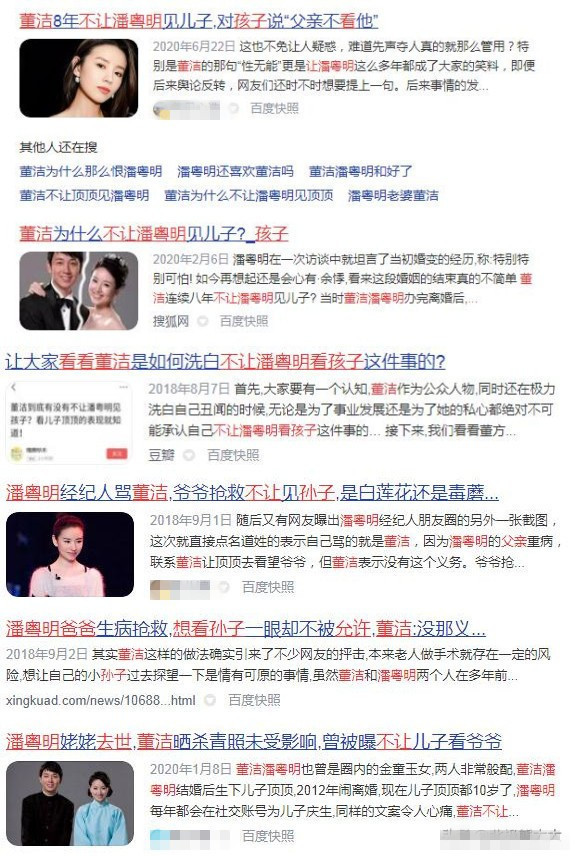 董洁8年不让潘粤明见儿子,对孩子说“父亲不看他”
2020年6月22日 这也不免让人疑惑，难道先声夺人真的就那么管用？特
别是董洁的那句“性无能”更是让潘粤明这么多年都成了大家的笑料，即便
后来舆论反转，网友们还时不时想要提上一句。后来事情的发...
百度快照
其他人还在搜
董洁为什么那么恨潘粤明 潘粤明还喜欢董洁吗 董洁潘粤明和好了
董洁不让顶顶见潘粤明 董洁为什么不让潘粤明见顶顶 潘粤明老婆董洁
董洁为什么不让潘粤明见儿子?_孩子
2020年2月6日 潘粤明在一次访谈中就坦言了当初婚变的经历,称:特别特
别可怕! 如今再想起还是会心有·余悸,看来这段婚姻的结束真的不简单 董
洁连续八年不让潘粤明见儿子? 当时董洁潘粤明办完离婚后,...
搜狐网 百度快照
让大家看看董洁是如何洗白不让潘粤明看孩子这件事的?
董洁到底有没有不让潘粤明见
孩子？看儿子顶顶的表现就知
道！
2018年8月7日 首先,大家要有一个认知,董洁作为公众人物,同时还在极力
洗白自己丑闻的时候,无论是为了事业发展还是为了她的私心都绝对不可
能承认自己不让潘粤明看孩子这件事的... 接下来,我们看看董方...
豆瓣 百度快照
潘粤明经纪人骂董洁,爷爷抢救不让见孙子,是白莲花还是毒蘑...
2018年9月1日 随后又有网友曝出潘粤明经纪人朋友圈的另外一张截图，
这次就直接点名道姓的表示自己骂的就是董洁，因为潘粤明的父亲重病，
联系董洁让顶顶去看望爷爷，但董洁表示没有这个义务。爷爷抢...
百度快照
潘粤明爸爸生病抢救,想看孙子一眼却不被允许,董洁:没那义...
2018年9月2日 其实董洁这样的做法确实引来了不少网友的抨击,本来老人做手术就存在一定的风
险,想让自己的小孙子过去探望一下是情有可原的事情,虽然董洁和潘粤明两个人在多年前...
xingkuad.com/news/10688...html 百度快照
潘粤明姥姥去世,董洁晒杀青照未受影响,曾被曝不让儿子看爷爷
2020年1月8日 董洁潘粤明也曾是圈内的金童玉女,两人非常般配,董洁潘
粤明结婚后生下儿子顶顶,2012年闹离婚,现在儿子顶顶都10岁了,潘粤明
每年都会在社交账号为儿子庆生,同样的文案令人心痛,董洁不让...
百度快照